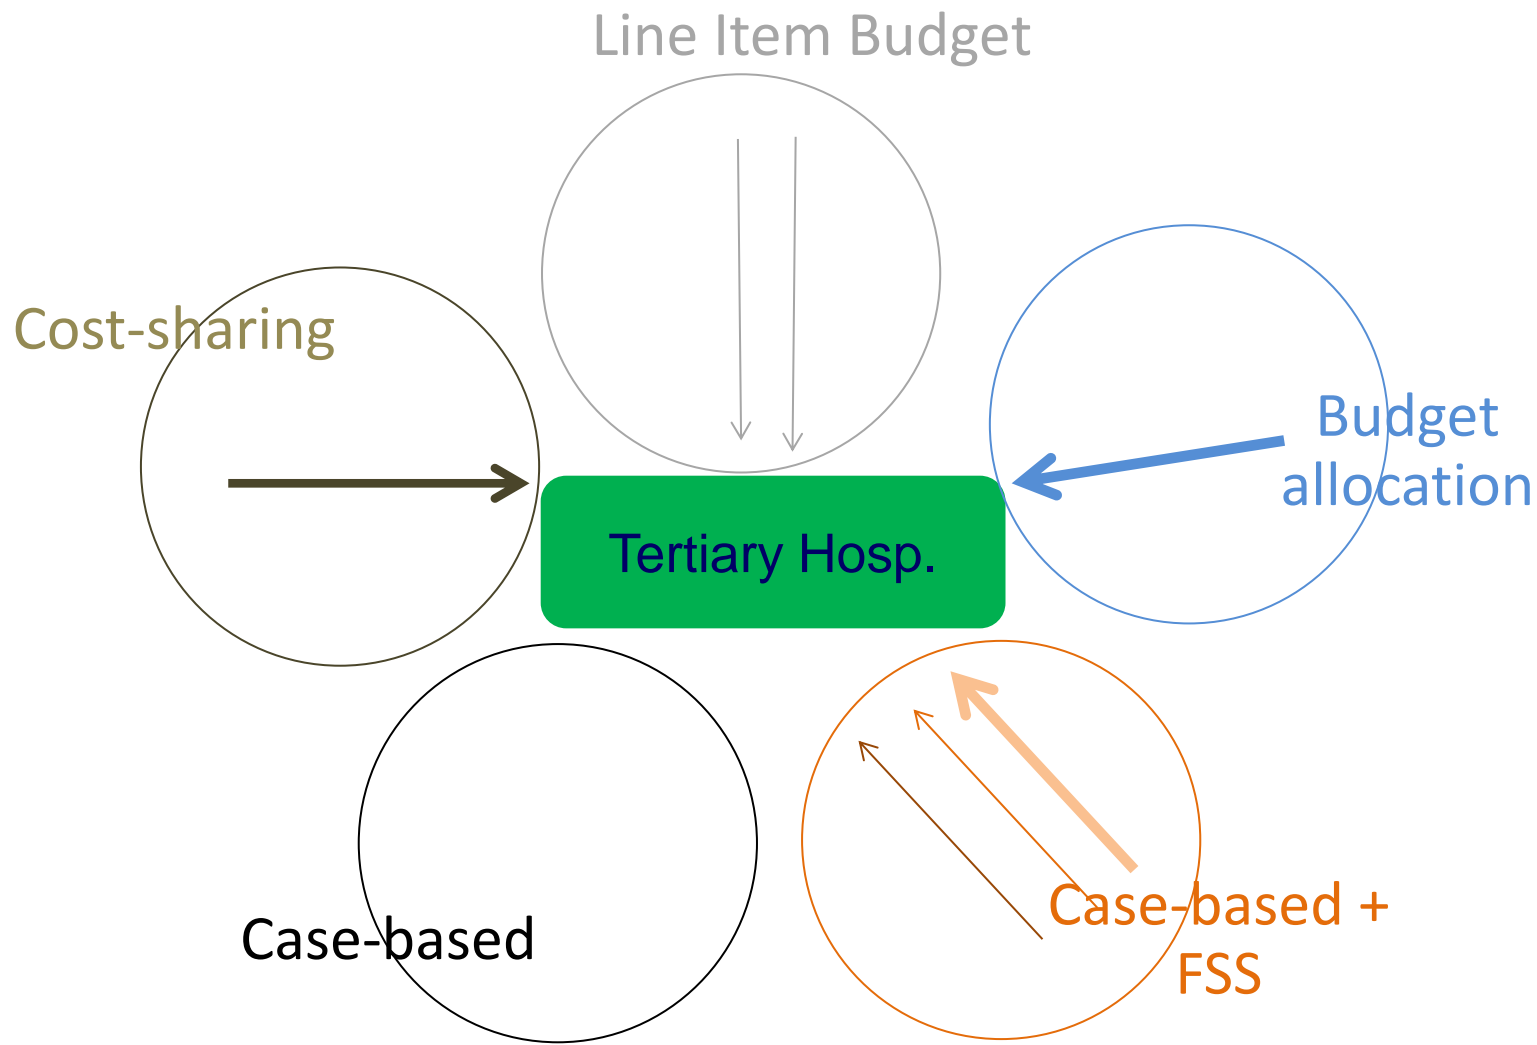 Line Item Budget
Cost-sharing
Budget
allocation
Tertiary Hosp.
Case-based
Case-based +
FSS